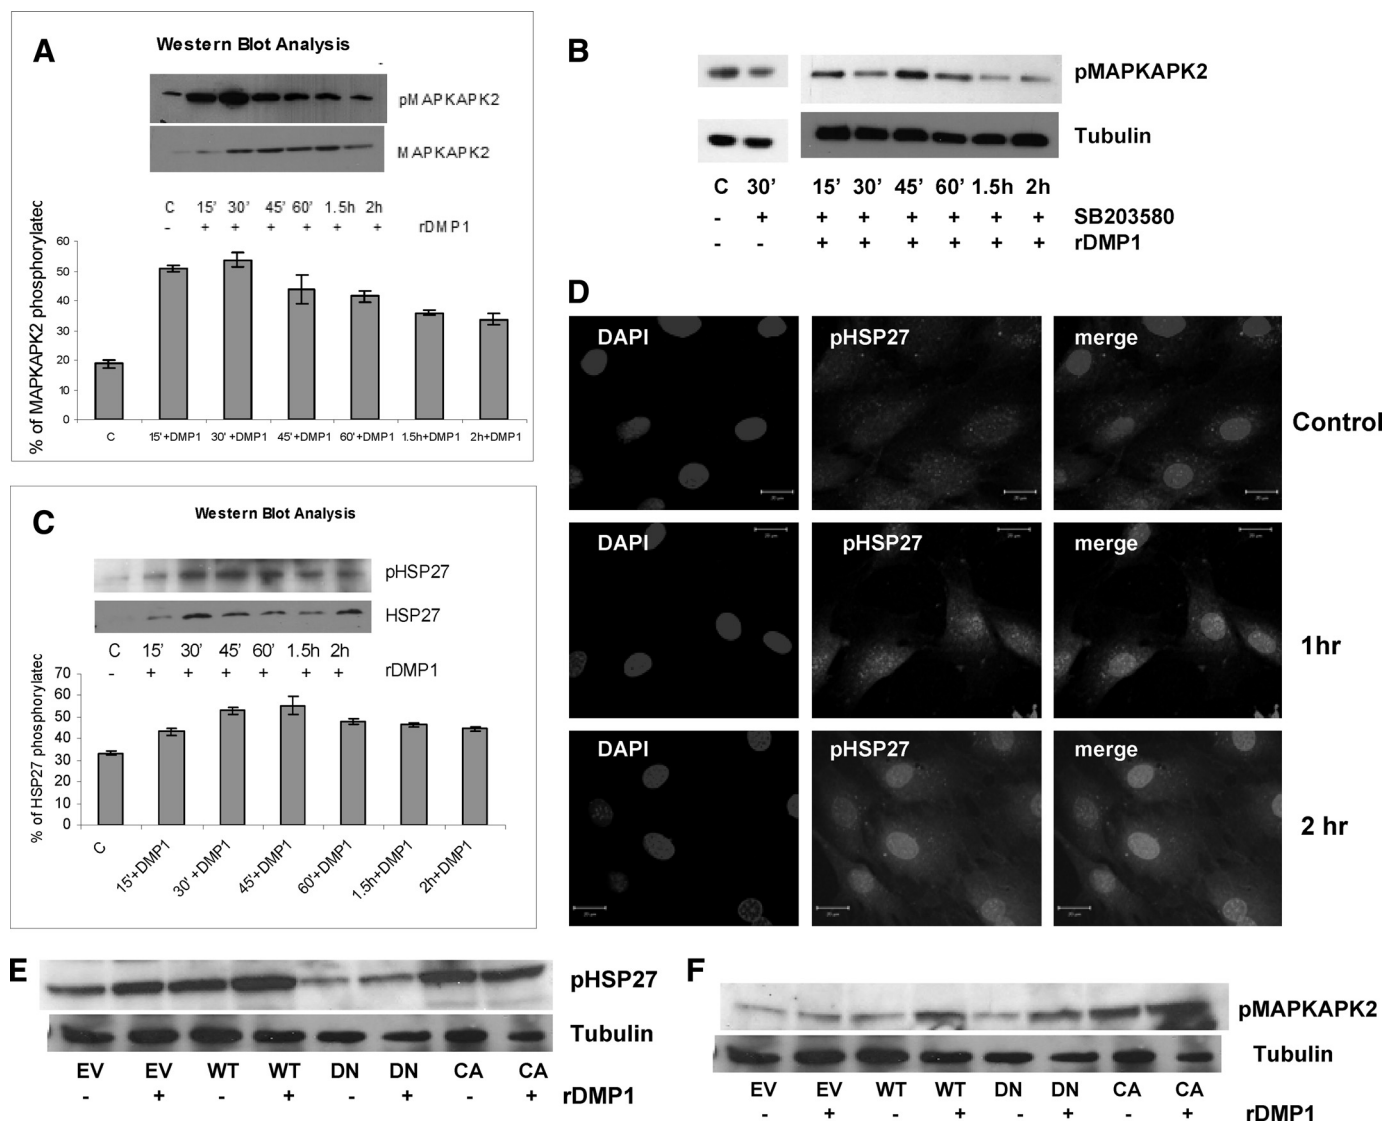 A
Western Blot Analysis
pMAPKAPK2
MAPKAPK2
C 15' 30' 45' 60' 1.5h 2h
- + + + + + + rDMP1
% of MAPKAPK2 phosphorylatec
60
50
40
30
20
10
0
C 15'+DMP1 30' +DMP1 45'+DMP1 60'+DMP1 1.5h+DMP1 2h+DMP1
B
pMAPKAPK2
Tubulin
C 30’ 15’ 30’ 45’ 60’ 1.5h 2h
- + + + + + + + SB203580
- - + + + + + + rDMP1
C
Western Blot Analysis
pHSP27
HSP27
C 15' 30' 45' 60' 1.5h 2h
- + + + + + + rDMP1
% of HSP27 phosphorylatec
70
60
50
40
30
20
10
0
C 15'+DMP1 30' +DMP1 45'+DMP1 60'+DMP1 1.5h+DMP1 2h+DMP1
D
DAPI pHSP27 merge
Control
DAPI pHSP27 merge
1hr
DAPI pHSP27 merge
2 hr
E
pHSP27
Tubulin
EV EV WT WT DN DN CA CA
- + - + - + - + rDMP1
F
pMAPKAPK2
Tubulin
EV EV WT WT DN DN CA CA
- + - + - + - + rDMP1